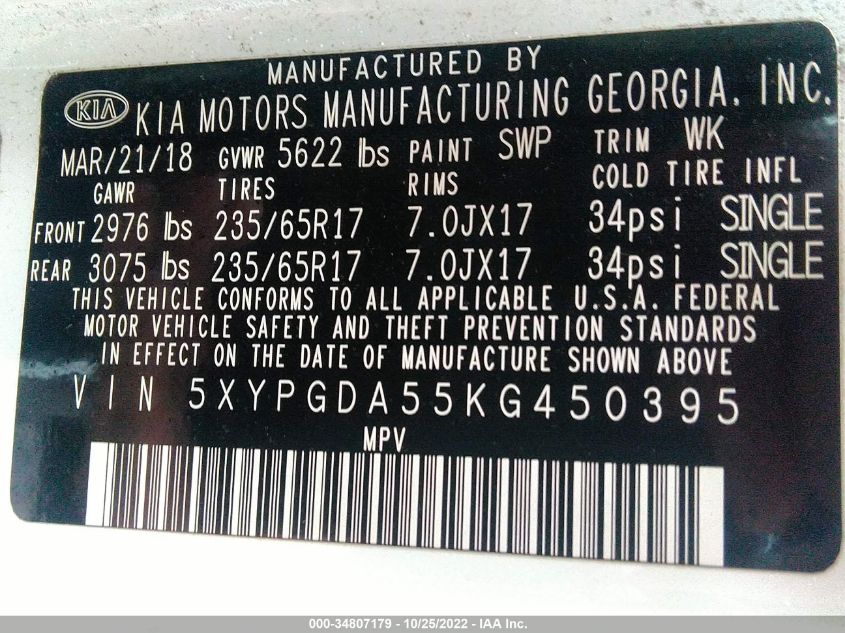 MANUFACTURED BY
KIA KIA MOTORS MANUFACTURING GEORGIA, INC.
MAR/21/18 GVWR 5622 lbs PAINT SWP TRIM WK
GAWR TIRES RIMS COLD TIRE INFL
FRONT 2976 lbs 235/65R17 7.0JX17 34psi SINGLE
REAR 3075 lbs 235/65R17 7.0JX17 34psi SINGLE
THIS VEHICLE CONFORMS TO ALL APPLICABLE U.S.A. FEDERAL
MOTOR VEHICLE SAFETY AND THEFT PREVENTION STANDARDS
IN EFFECT ON THE DATE OF MANUFACTURE SHOWN ABOVE
VIN 5XYPGDA55KG450395
MPV
000-34807179 - 10/25/2022 - IAA Inc.